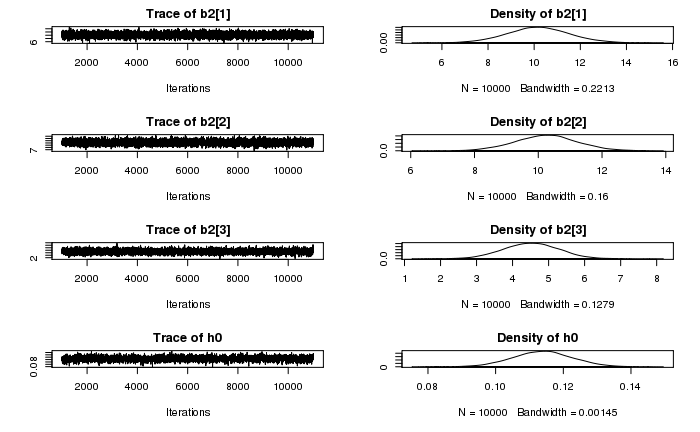 Trace of b2[1]
6
2000 4000 6000 8000 10000
Iterations
Density of b2[1]
0.00
6 8 10 12 14 16
N = 10000 Bandwidth = 0.2213
Trace of b2[2]
7
2000 4000 6000 8000 10000
Iterations
Density of b2[2]
0.0
6 8 10 12 14
N = 10000 Bandwidth = 0.16
Trace of b2[3]
2
2000 4000 6000 8000 10000
Iterations
Density of b2[3]
0.0
1 2 3 4 5 6 7 8
N = 10000 Bandwidth = 0.1279
Trace of h0
0.08
2000 4000 6000 8000 10000
Iterations
Density of h0
0
0.08 0.10 0.12 0.14
N = 10000 Bandwidth = 0.00145